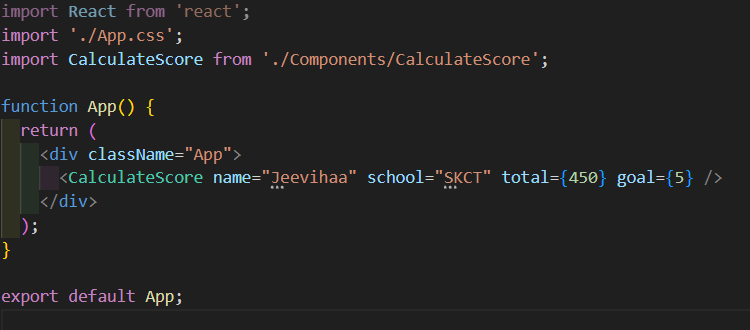 import React from 'react';
import './App.css';
import CalculateScore from './Components/CalculateScore';
function App() {
return (
<div className="App">
<CalculateScore name="Jeevihaa" school="SKCT" total={450} goal={5} />
</div>
);
}
export default App;